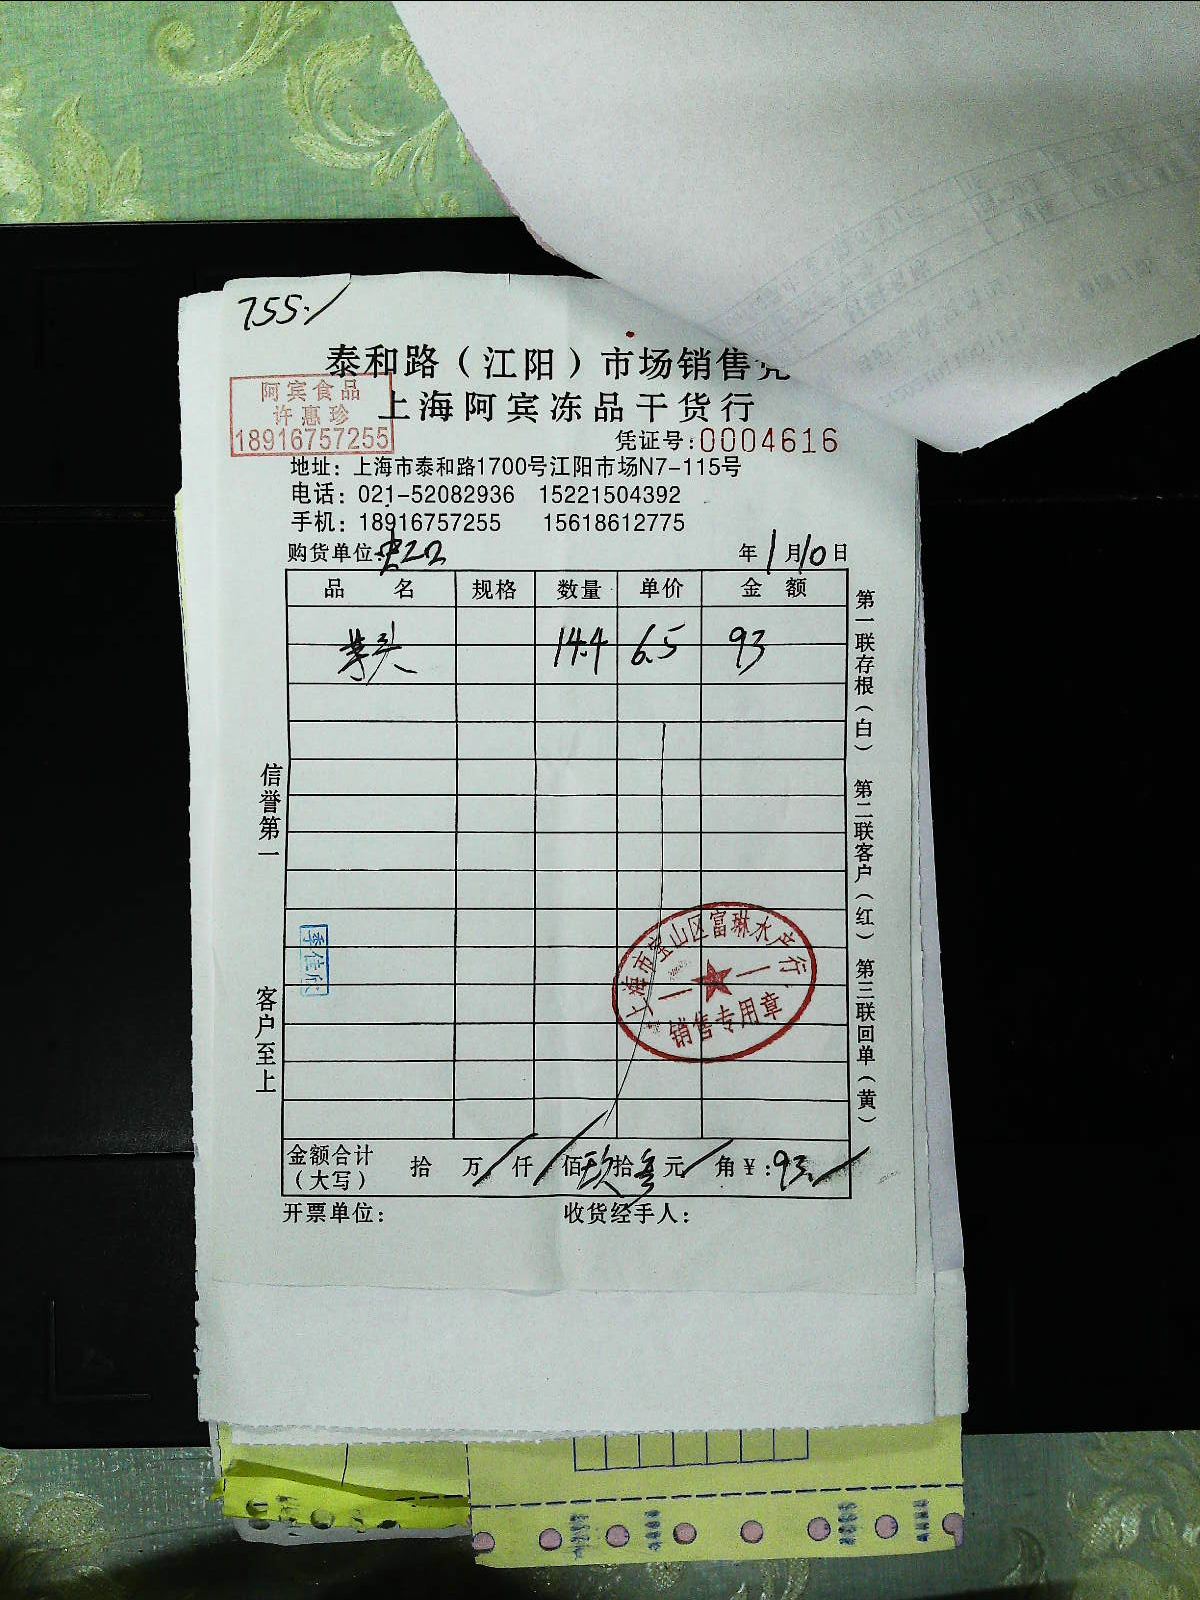 755./
泰和路（江阳）市场销售
阿宾食品
许惠珍
18916757255
上海阿宾冻品干货行
凭证号:0004616
地址：上海市泰和路1700号江阳市场N7-115号
电话：021-52082936 15221504392
手机：18916757255 15618612775
购货单位:
年1月10日
品名 规格 数量 单价 金额
芋头 14.4 6.5 93
信誉第一
客户至上
第一联存根（白） 第二联客户（红） 第三联回单（黄）
李佳欣
上海市宝山区富琳水产行
销售专用章
金额合计（大写） 拾 万 仟 佰玖拾叁元 角¥:93./
开票单位： 收货经手人：